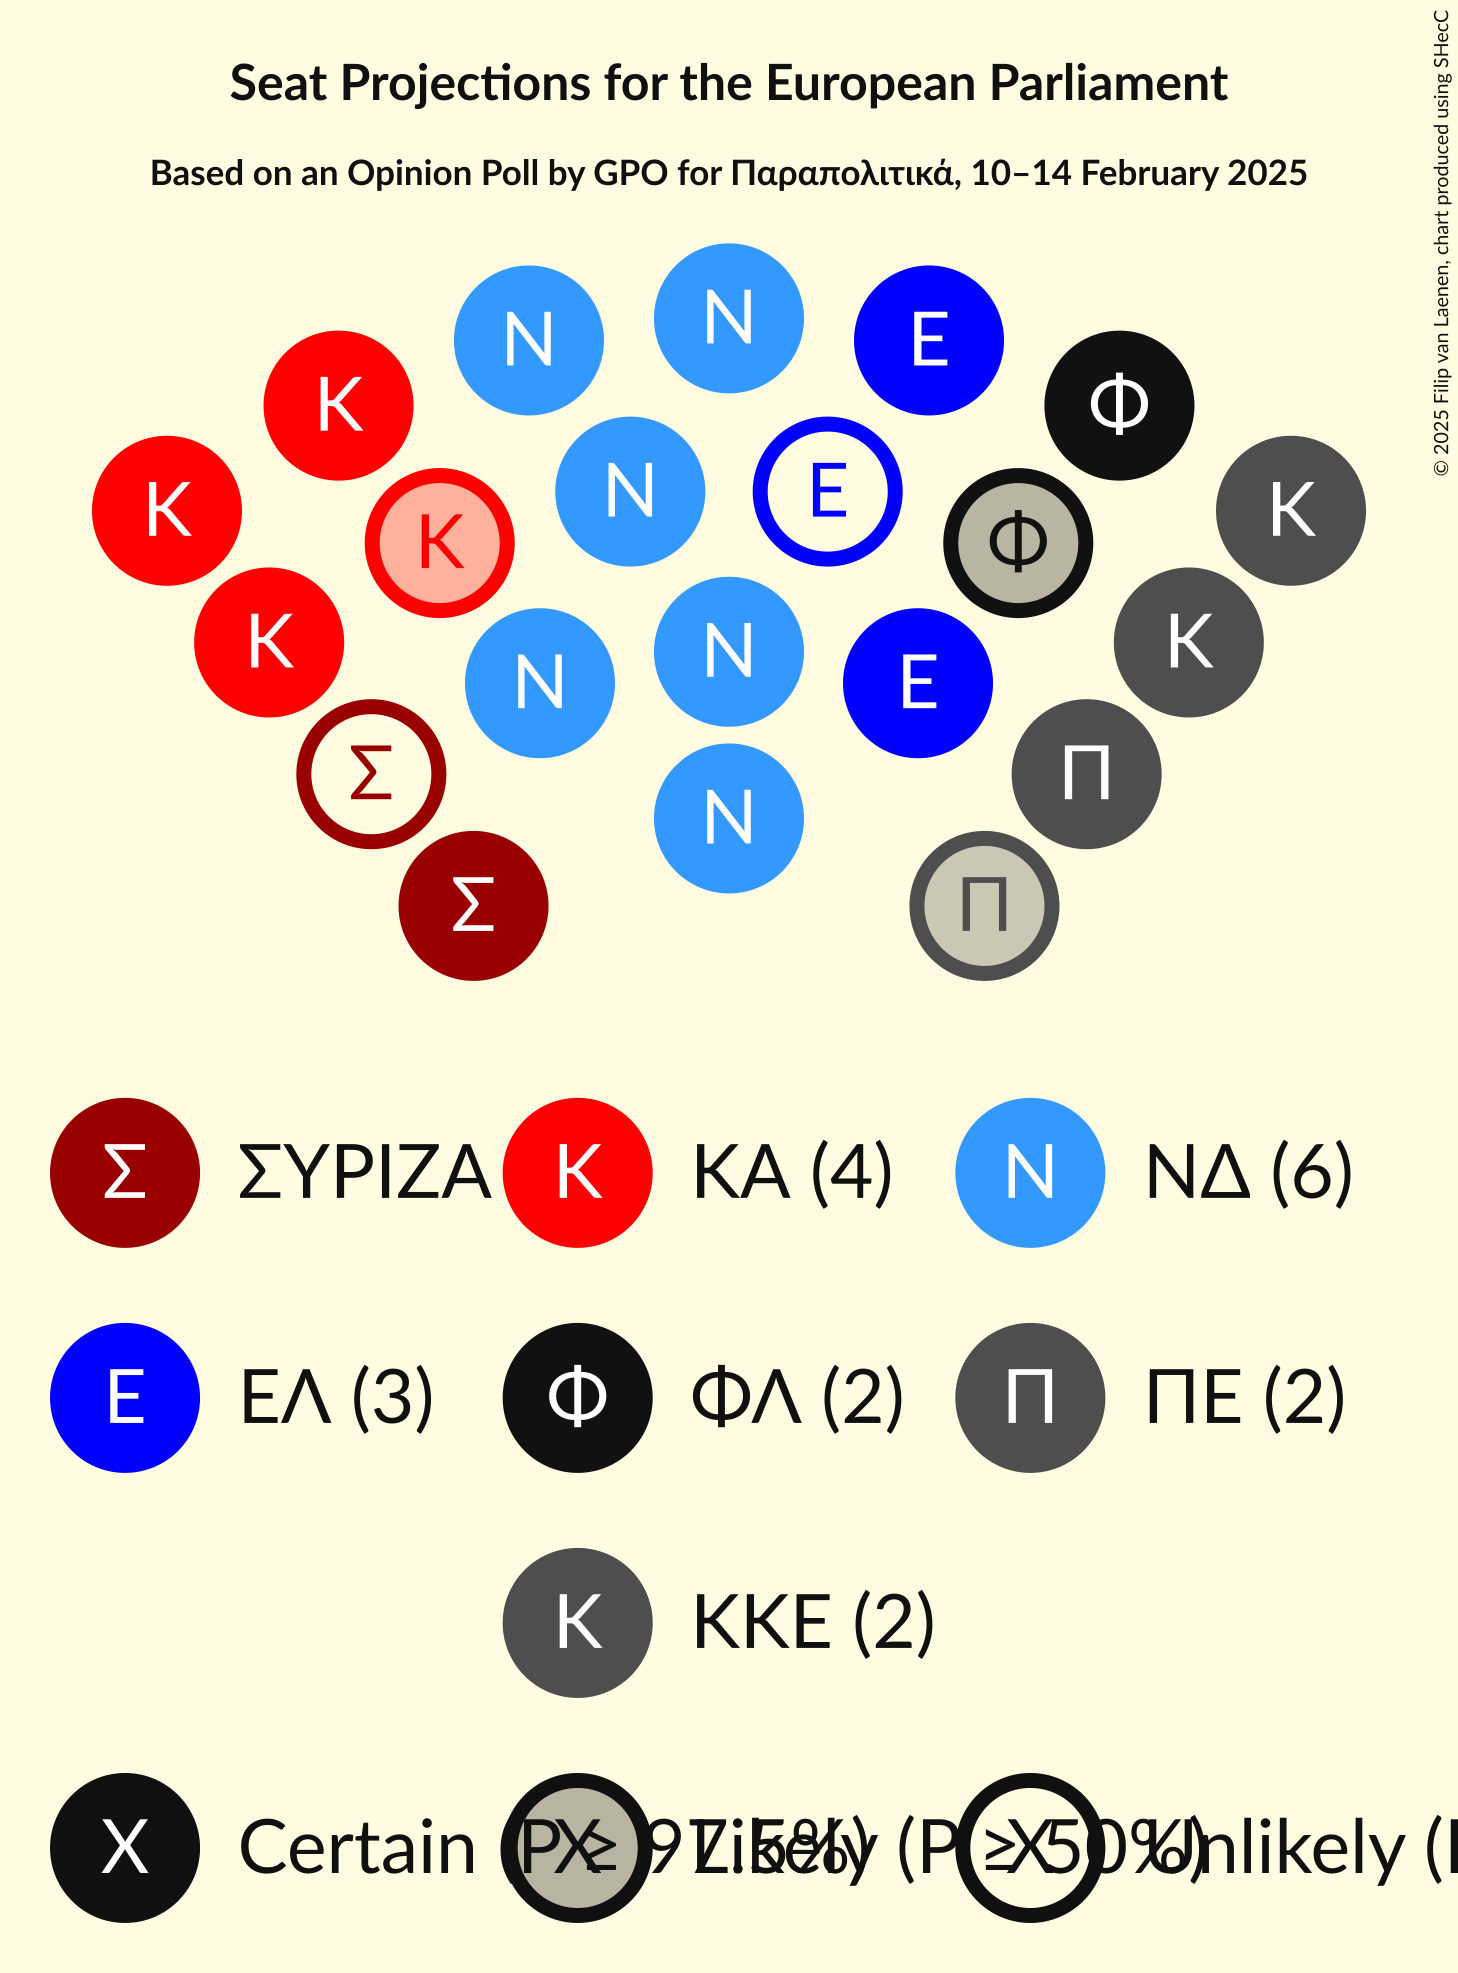 Seat Projections for the European Parliament
Based on an Opinion Poll by GPO for Παραπολιτικά, 10–14 February 2025
© 2025 Filip van Laenen, chart produced using SHecC
Ν
Ν Ε
Κ Φ
Ν Ε
Κ Κ
Κ Φ
Κ Ν Κ
Ν Ε
Σ Π
Ν
Σ Π
Σ ΣΥΡΙΖΑ Κ ΚΑ (4) Ν ΝΔ (6)
Ε ΕΛ (3) Φ ΦΛ (2) Π ΠΕ (2)
Κ ΚΚΕ (2)
X Certain (P ≥ 97.5%) X Likely (P ≥ 50%) X Unlikely